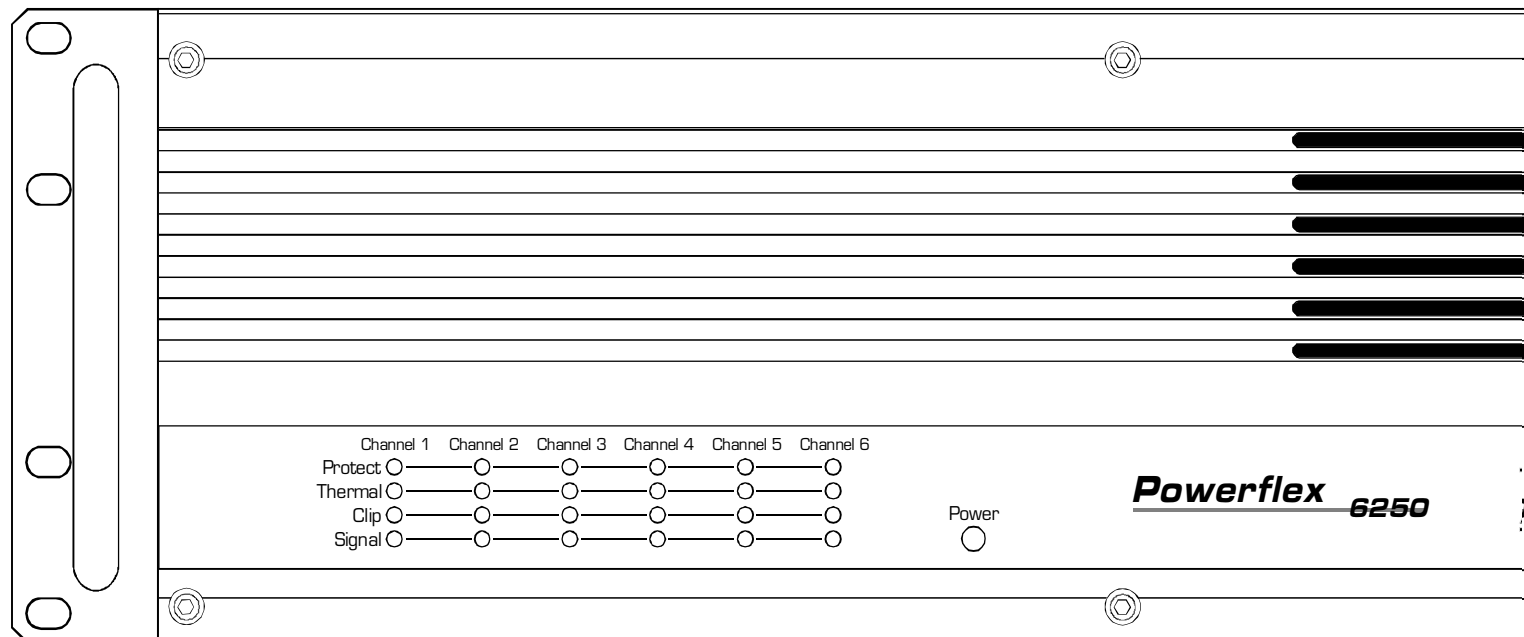 Channel 1 Channel 2 Channel 3 Channel 4 Channel 5 Channel 6
Protect
Thermal
Clip
Signal
Power
Powerflex 6250